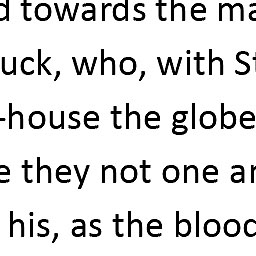 d towards the ma
uck, who, with St
-house the globe
e they not one ar
his, as the blood